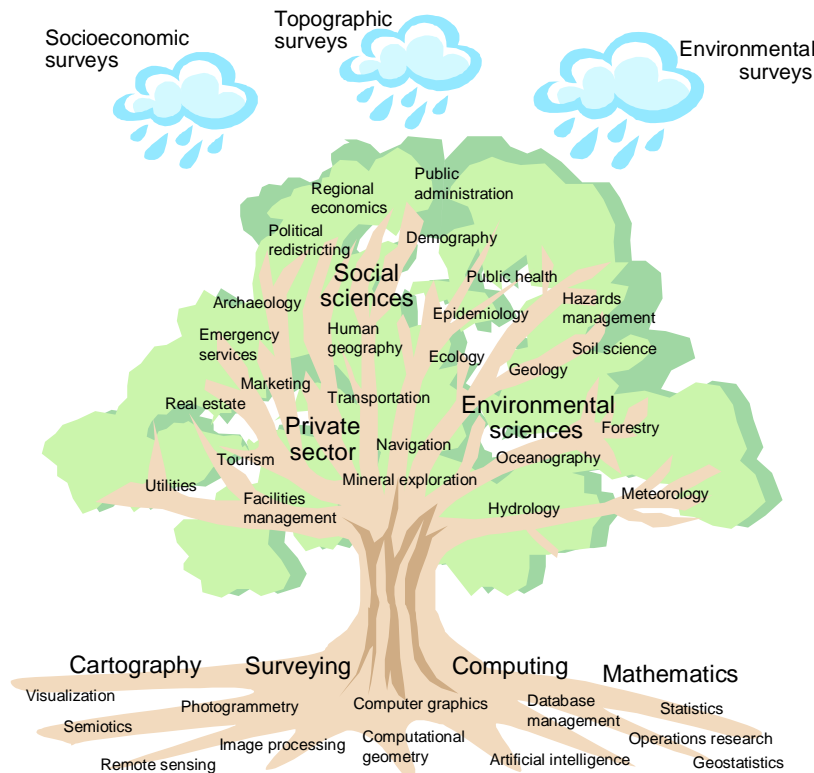 Socioeconomic
surveys
Topographic
surveys
Environmental
surveys
Regional
economics
Public
administration
Political
redistricting
Demography
Social
sciences
Public health
Archaeology
Hazards
management
Epidemiology
Emergency
services
Human
geography
Ecology
Soil science
Geology
Marketing
Transportation
Real estate
Environmental
sciences
Private
sector
Forestry
Navigation
Tourism
Oceanography
Mineral exploration
Utilities
Facilities
management
Hydrology
Meteorology
Cartography
Surveying
Computing
Mathematics
Visualization
Photogrammetry
Computer graphics
Database
management
Statistics
Semiotics
Image processing
Computational
geometry
Operations research
Remote sensing
Artificial intelligence
Geostatistics